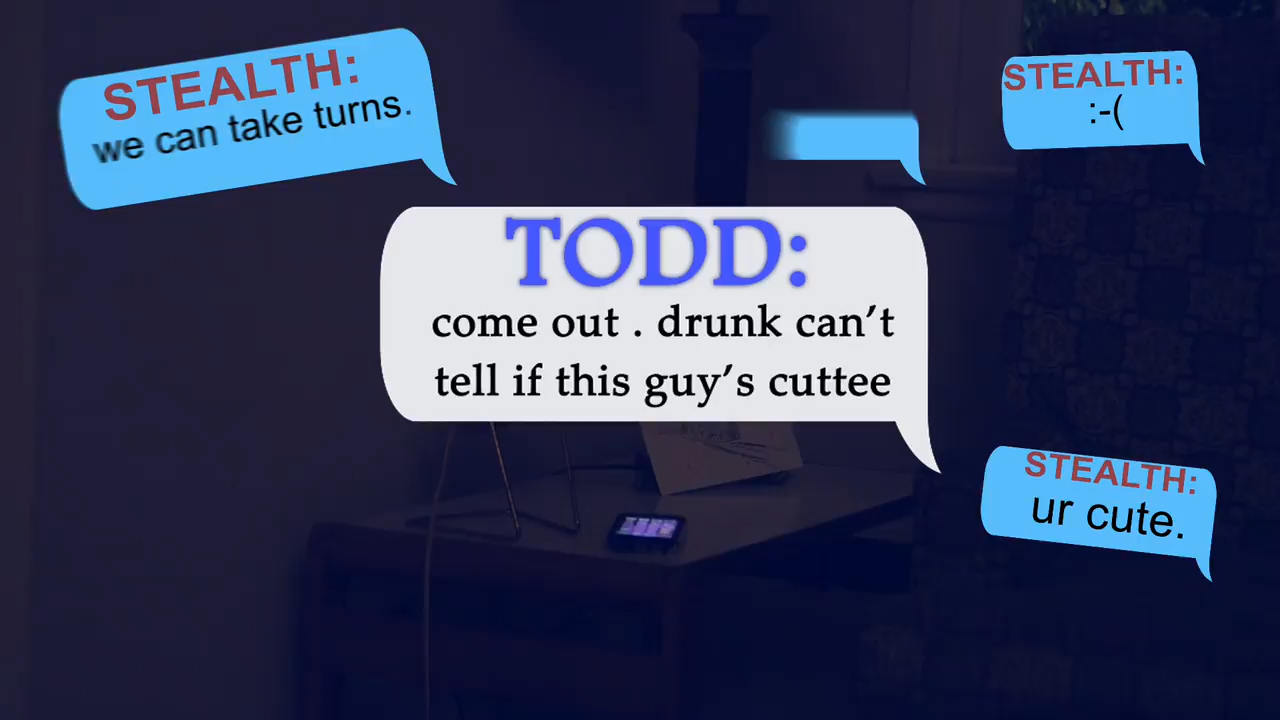 STEALTH:
we can take turns.
STEALTH:
:-(
TODD:
come out . drunk can’t
tell if this guy’s cuttee
STEALTH:
ur cute.